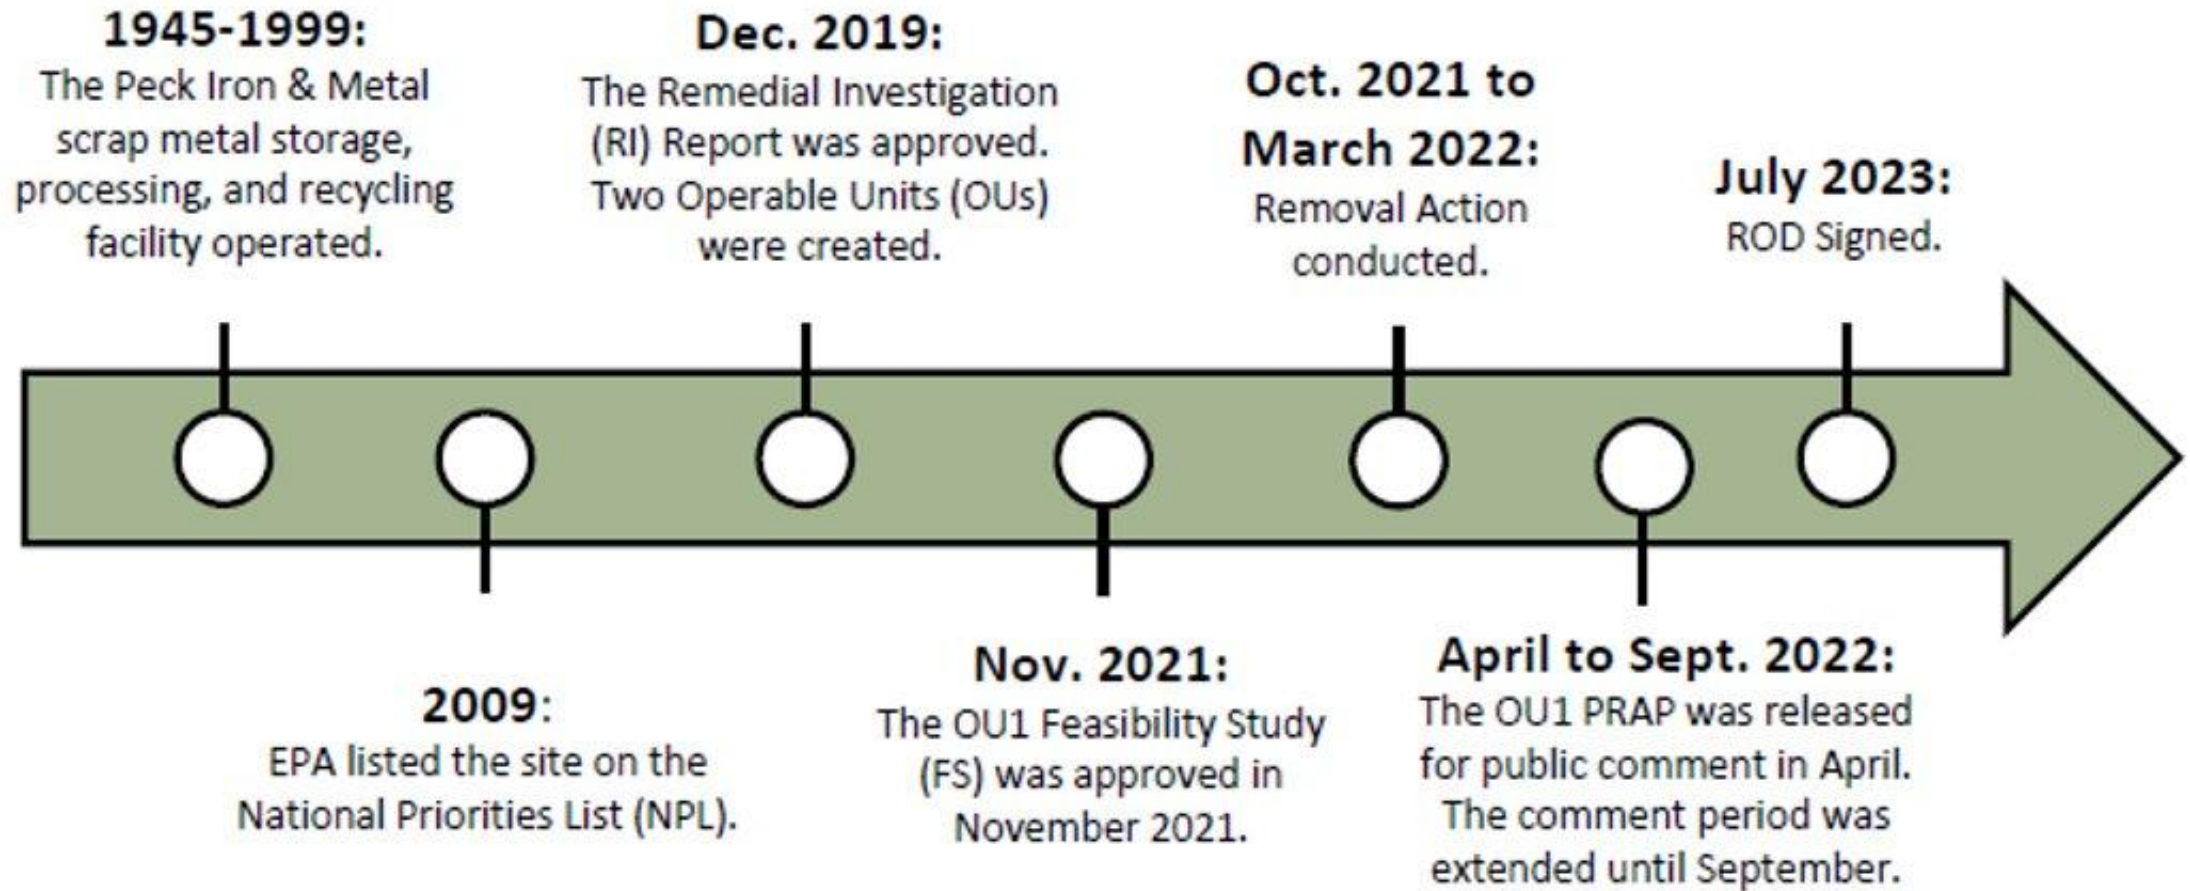 1945-1999:
The Peck Iron & Metal
scrap metal storage,
processing, and recycling
facility operated.
2009:
EPA listed the site on the
National Priorities List (NPL).
Dec. 2019:
The Remedial Investigation
(RI) Report was approved.
Two Operable Units (OUs)
were created.
Nov. 2021:
The OU1 Feasibility Study
(FS) was approved in
November 2021.
Oct. 2021 to
March 2022:
Removal Action
conducted.
April to Sept. 2022:
The OU1 PRAP was released
for public comment in April.
The comment period was
extended until September.
July 2023:
ROD Signed.